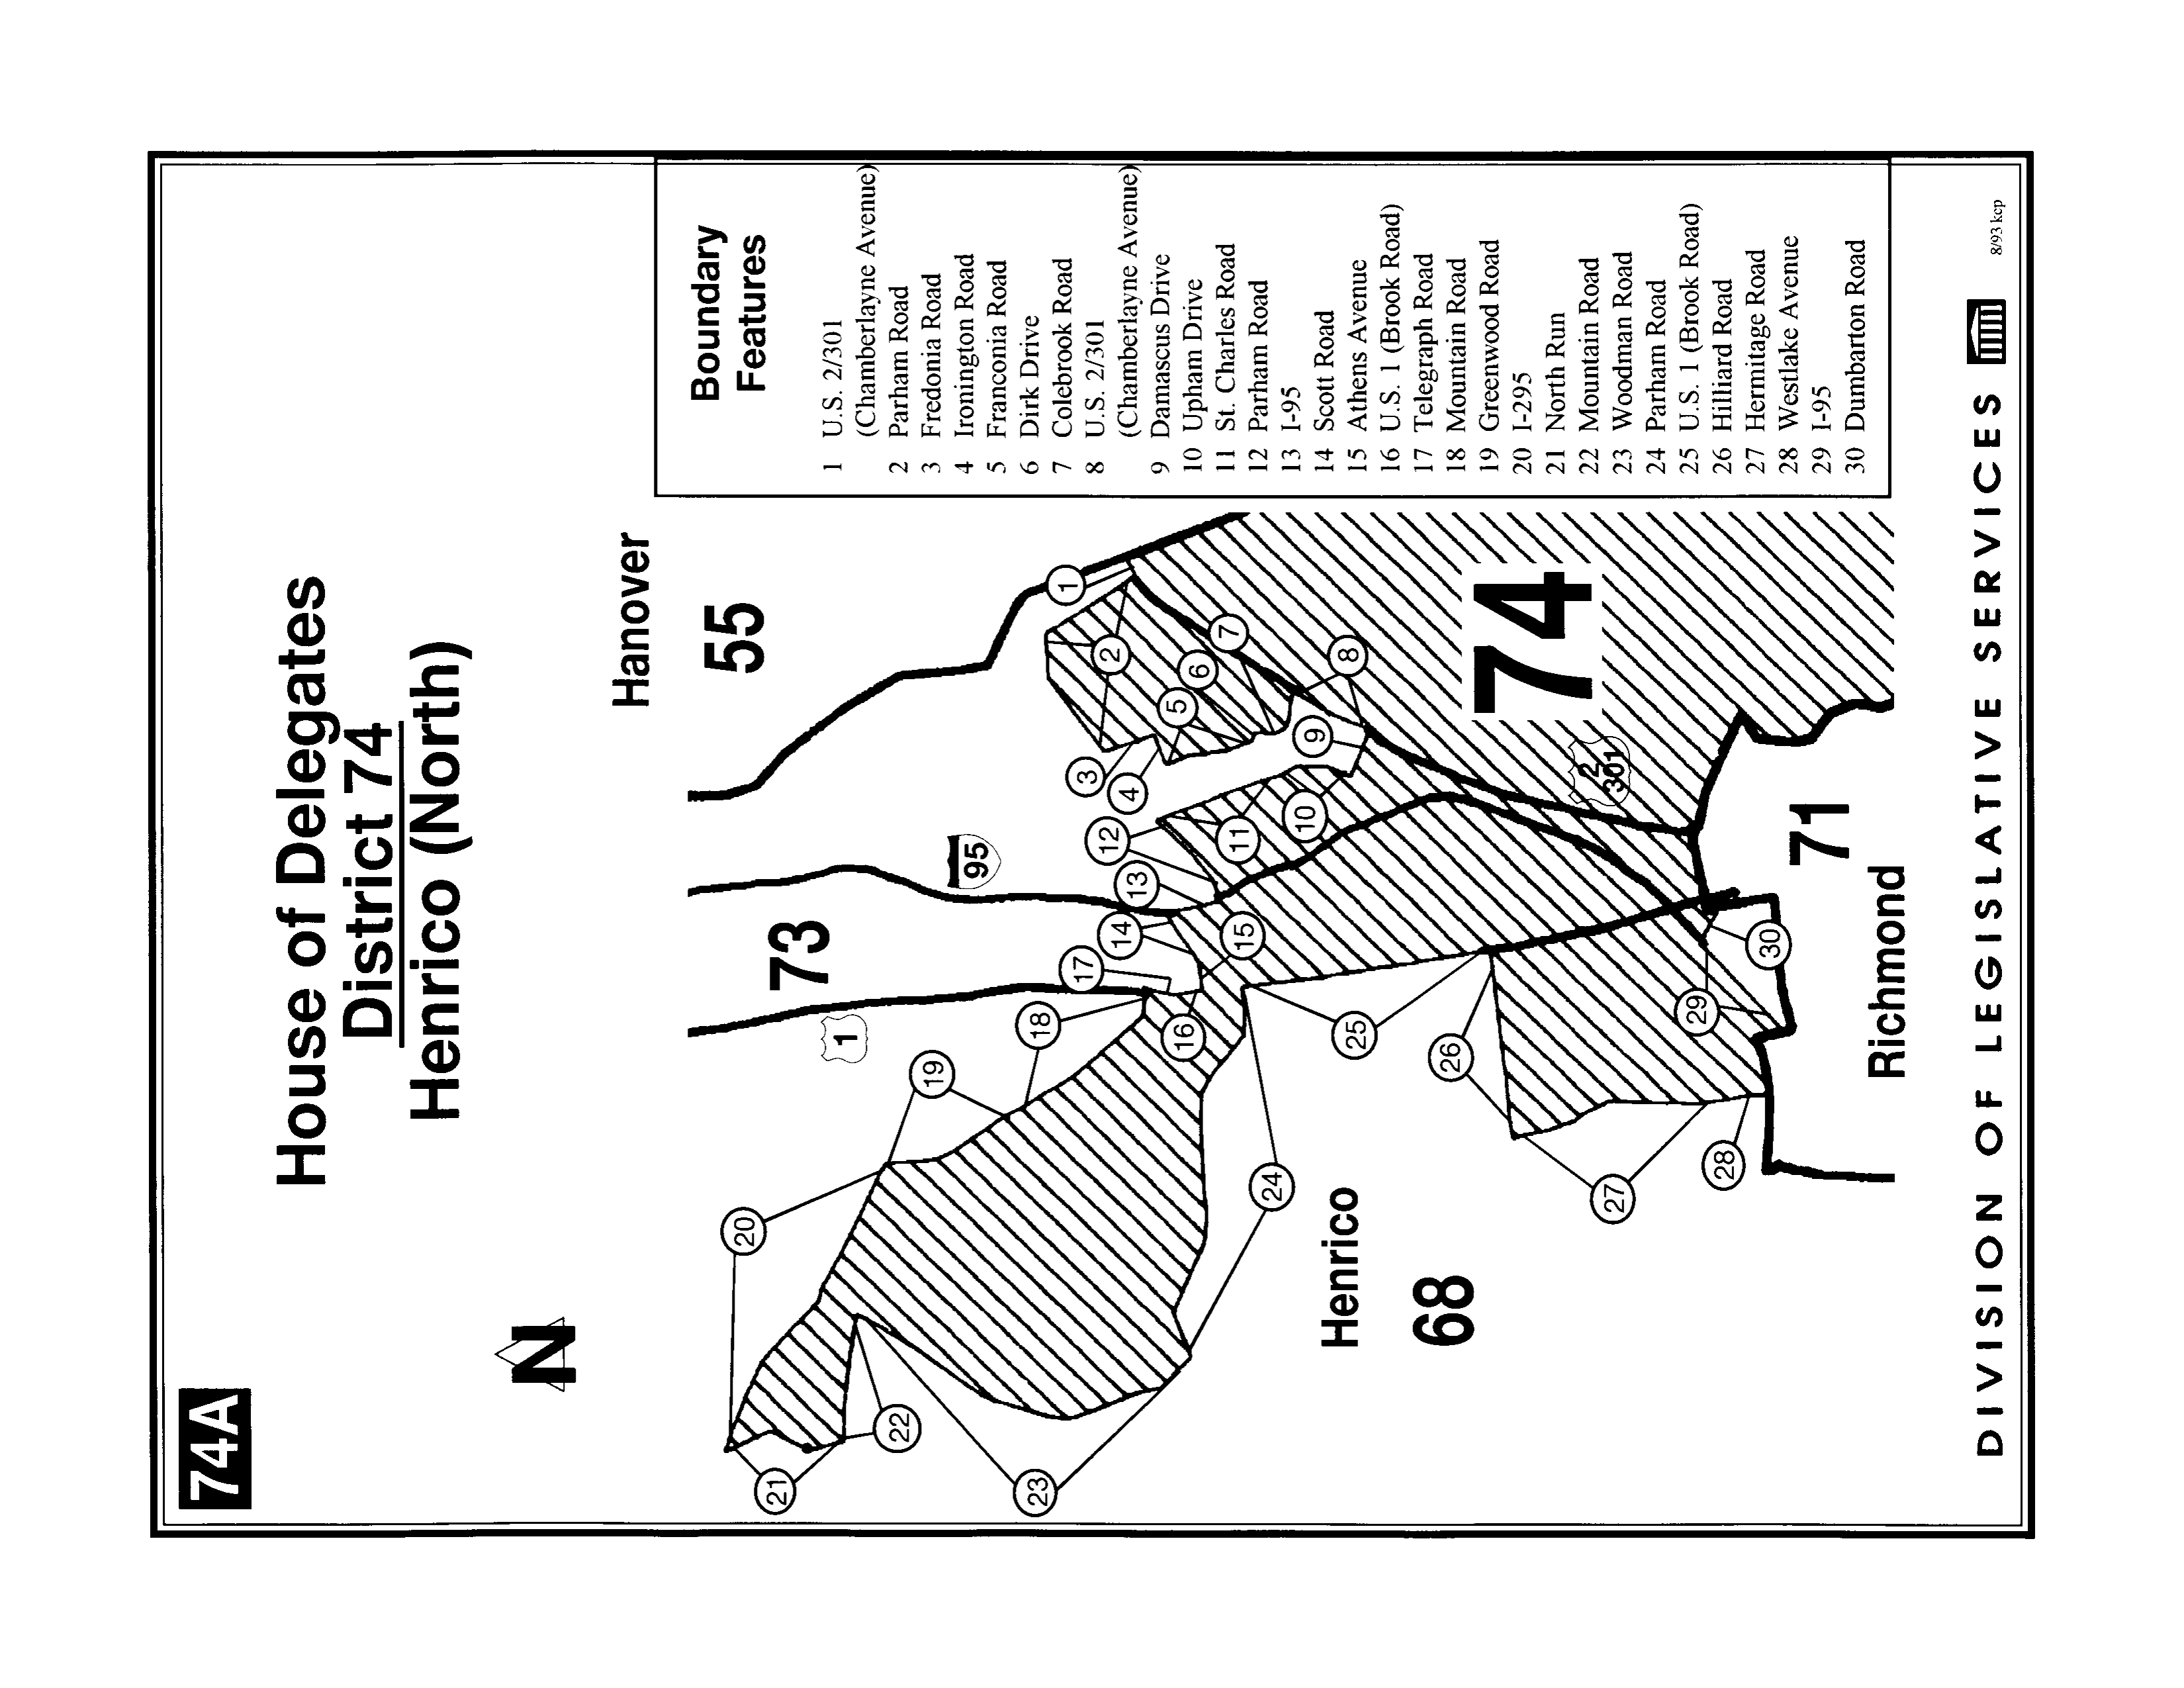 74A
House of Delegates
District 74
Henrico (North)
N
Hanover
55
73
95
1
74
2
301
71
Richmond
Henrico
68
1
2
3
4
5
6
7
8
9
10
11
12
13
14
15
16
17
18
19
20
21
22
23
24
25
26
27
28
29
30
Boundary
Features
1 U.S. 2/301
(Chamberlayne Avenue)
2 Parham Road
3 Fredonia Road
4 Ironington Road
5 Franconia Road
6 Dirk Drive
7 Colebrook Road
8 U.S. 2/301
(Chamberlayne Avenue)
9 Damascus Drive
10 Upham Drive
11 St. Charles Road
12 Parham Road
13 I-95
14 Scott Road
15 Athens Avenue
16 U.S. 1 (Brook Road)
17 Telegraph Road
18 Mountain Road
19 Greenwood Road
20 I-295
21 North Run
22 Mountain Road
23 Woodman Road
24 Parham Road
25 U.S. 1 (Brook Road)
26 Hilliard Road
27 Hermitage Road
28 Westlake Avenue
29 I-95
30 Dumbarton Road
DIVISION OF LEGISLATIVE SERVICES
8/93 kcp